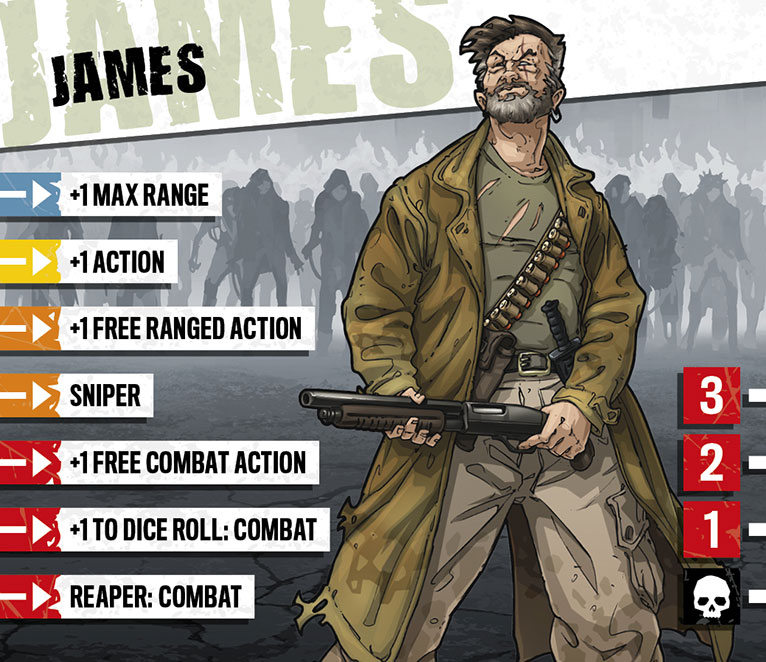 JAMES
JAMES
+1 MAX RANGE
+1 ACTION
+1 FREE RANGED ACTION
SNIPER
+1 FREE COMBAT ACTION
+1 TO DICE ROLL: COMBAT
REAPER: COMBAT
3
2
1